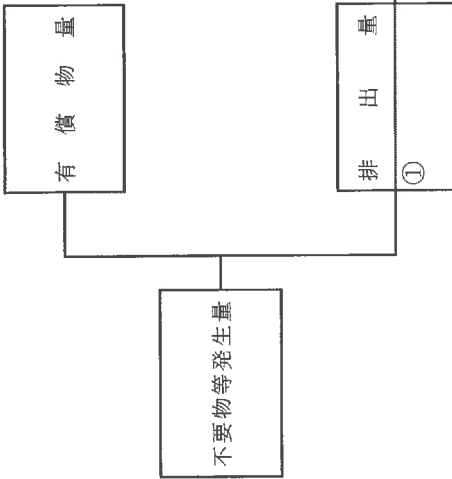 不要物等発生量
有償物量
排出量
①